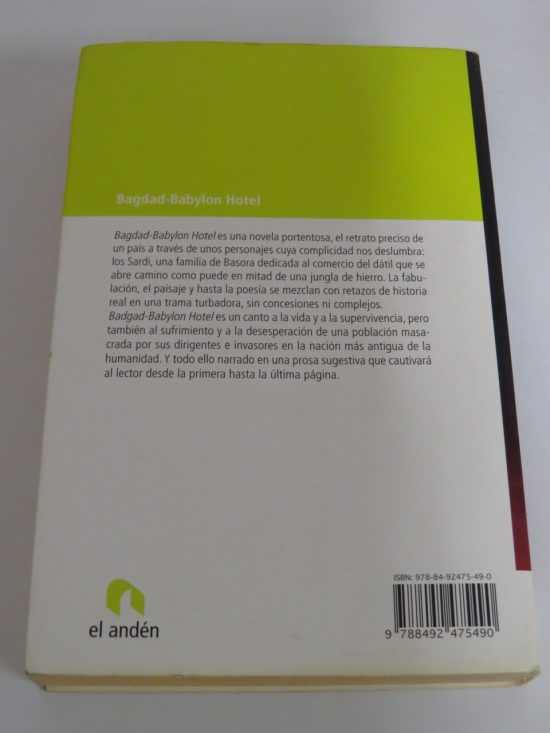 Bagdad-Babylon Hotel
Bagdad-Babylon Hotel es una novela portentosa, el retrato preciso de
un país a través de unos personajes cuya complicidad nos deslumbra:
los Sardi, una familia de Basora dedicada al comercio del dátil que se
abre camino como puede en mitad de una jungla de hierro. La fabu-
lación, el paisaje y hasta la poesía se mezclan con retazos de historia
real en una trama turbadora, sin concesiones ni complejos.
Badgad-Babylon Hotel es un canto a la vida y a la supervivencia, pero
también al sufrimiento y a la desesperación de una población masa-
crada por sus dirigentes e invasores en la nación más antigua de la
humanidad. Y todo ello narrado en una prosa sugestiva que cautivará
al lector desde la primera hasta la última página.
ISBN: 978-84-92475-49-0
9 788492 475490
el andén